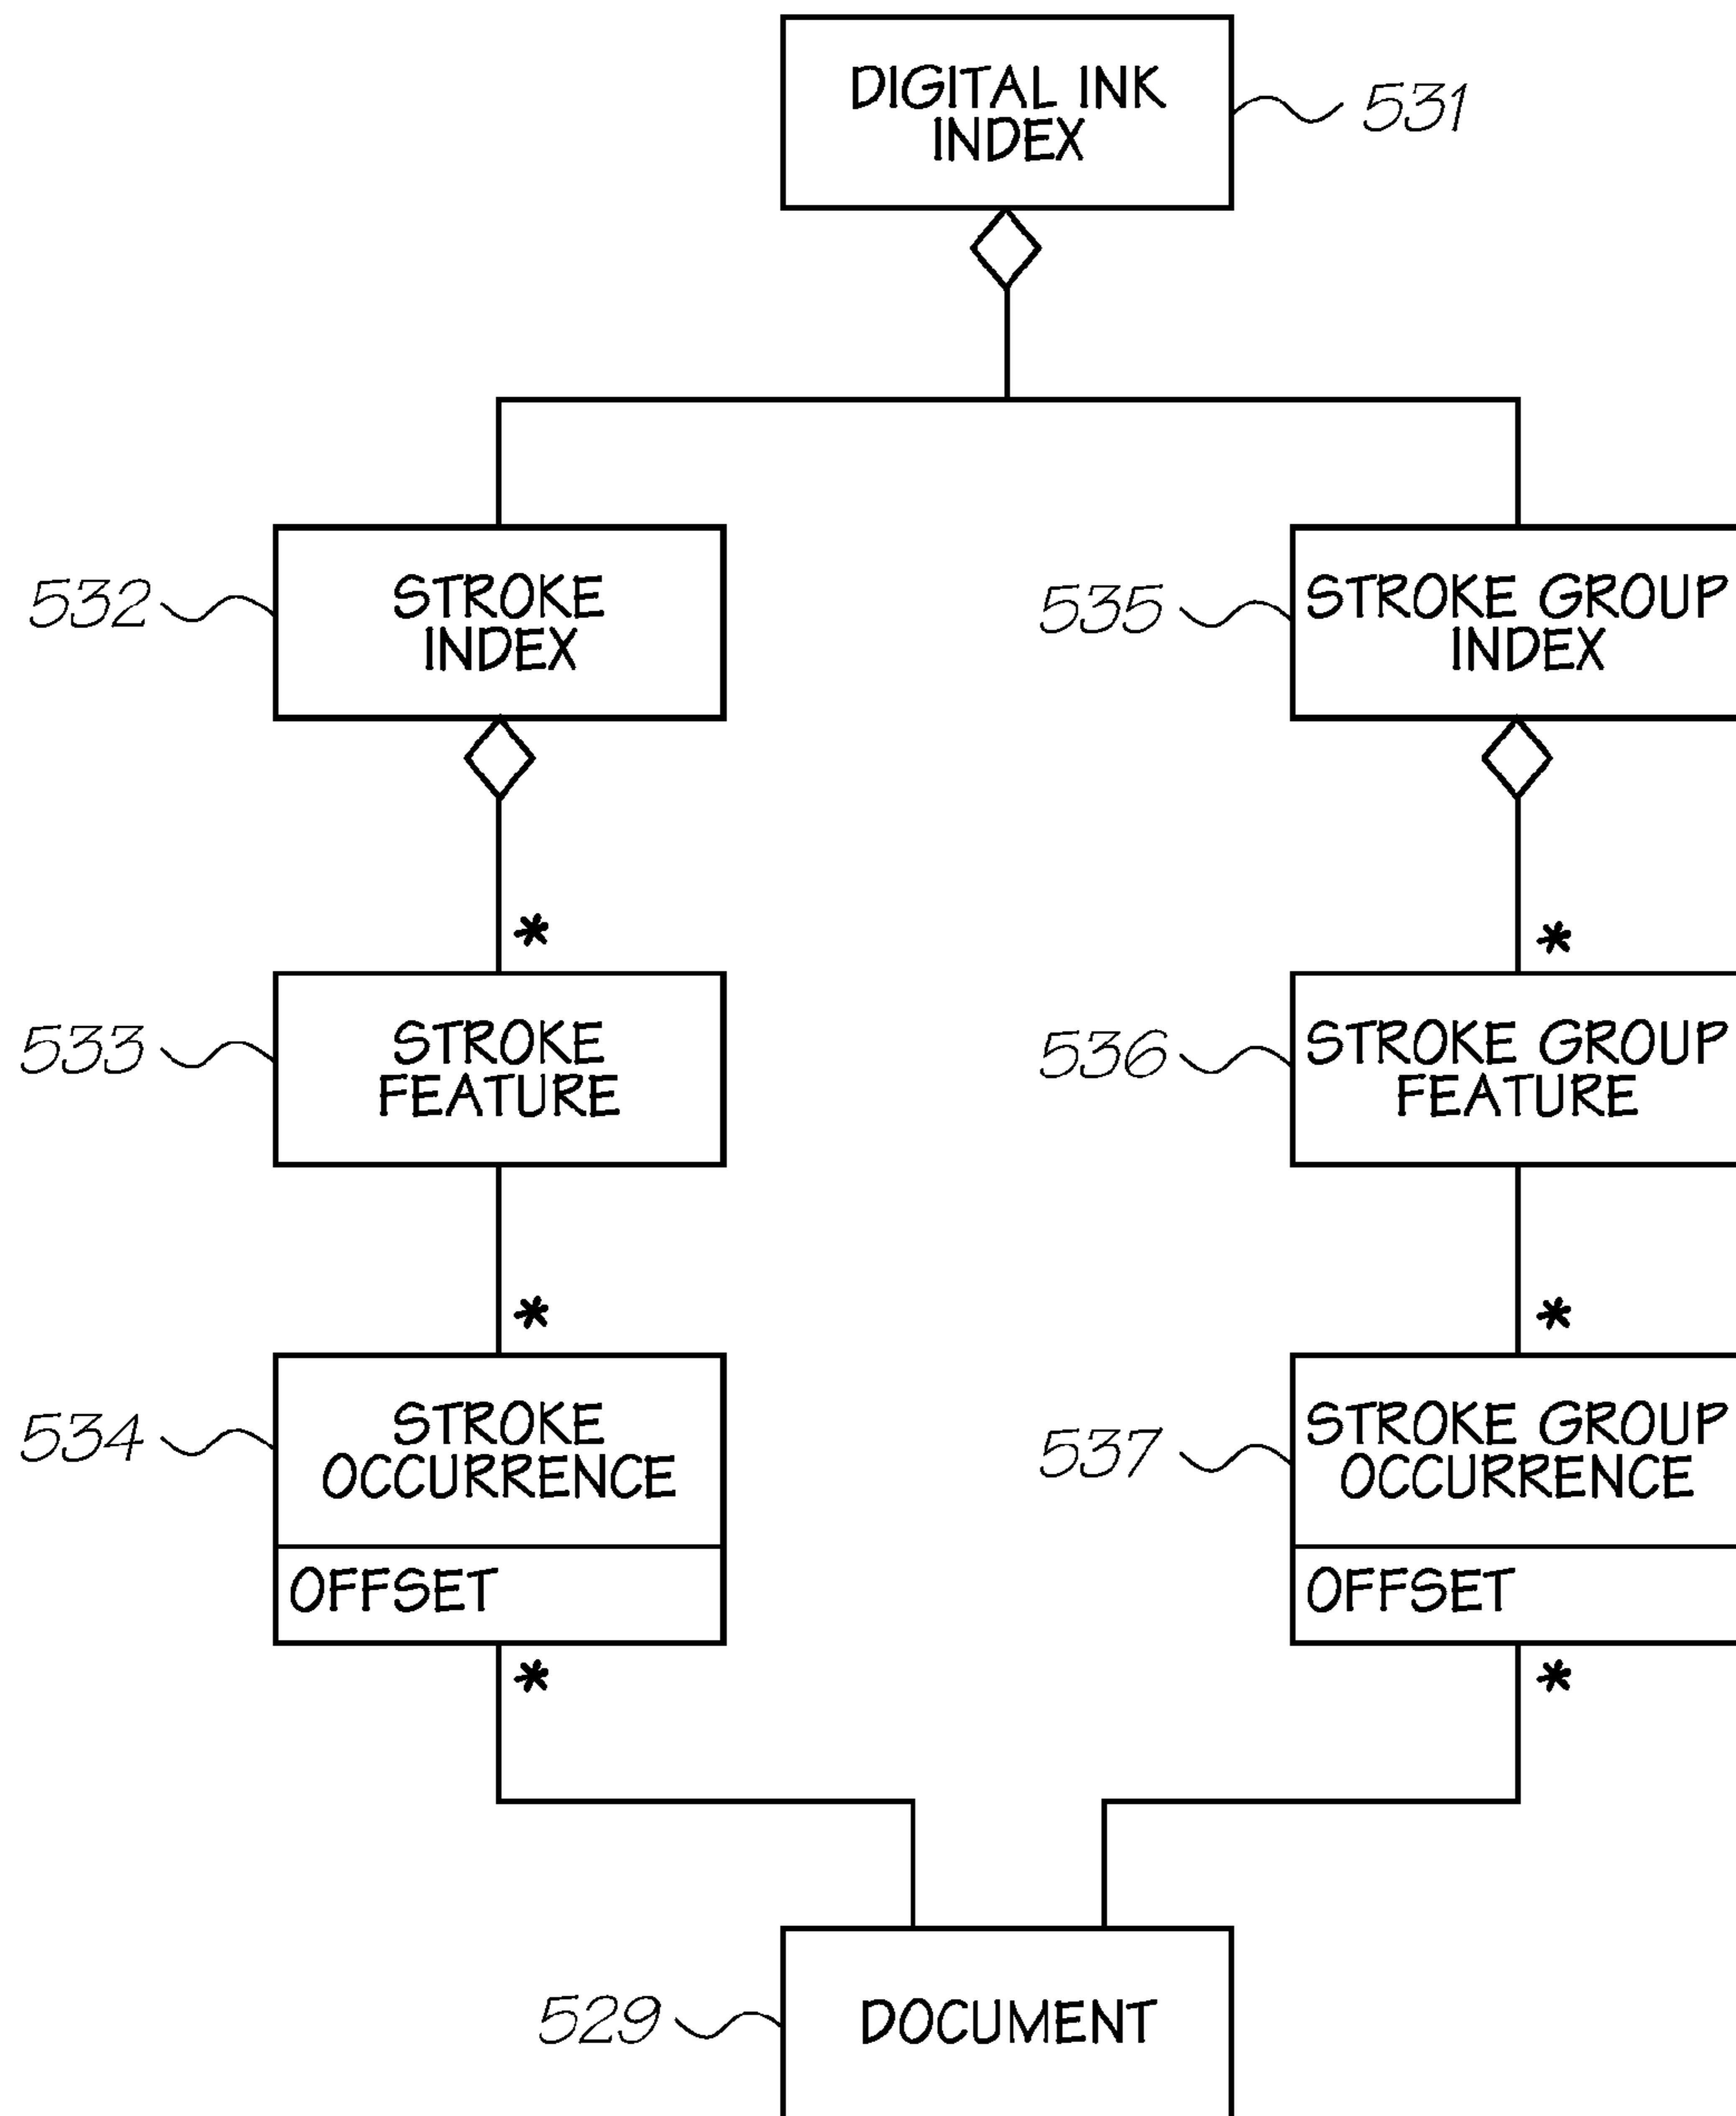 DIGITAL INK
INDEX
531
532
STROKE
INDEX
535
STROKE GROUP
INDEX
*
*
533
STROKE
FEATURE
536
STROKE GROUP
FEATURE
*
*
534
STROKE
OCCURRENCE
OFFSET
537
STROKE GROUP
OCCURRENCE
OFFSET
*
*
529
DOCUMENT